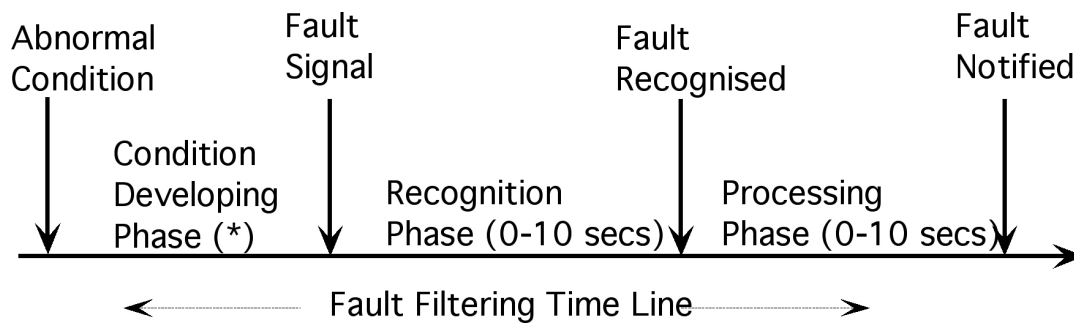 Abnormal
Condition
Fault
Signal
Fault
Recognised
Fault
Notified
Condition
Developing
Phase (*)
Recognition
Phase (0-10 secs)
Processing
Phase (0-10 secs)
Fault Filtering Time Line